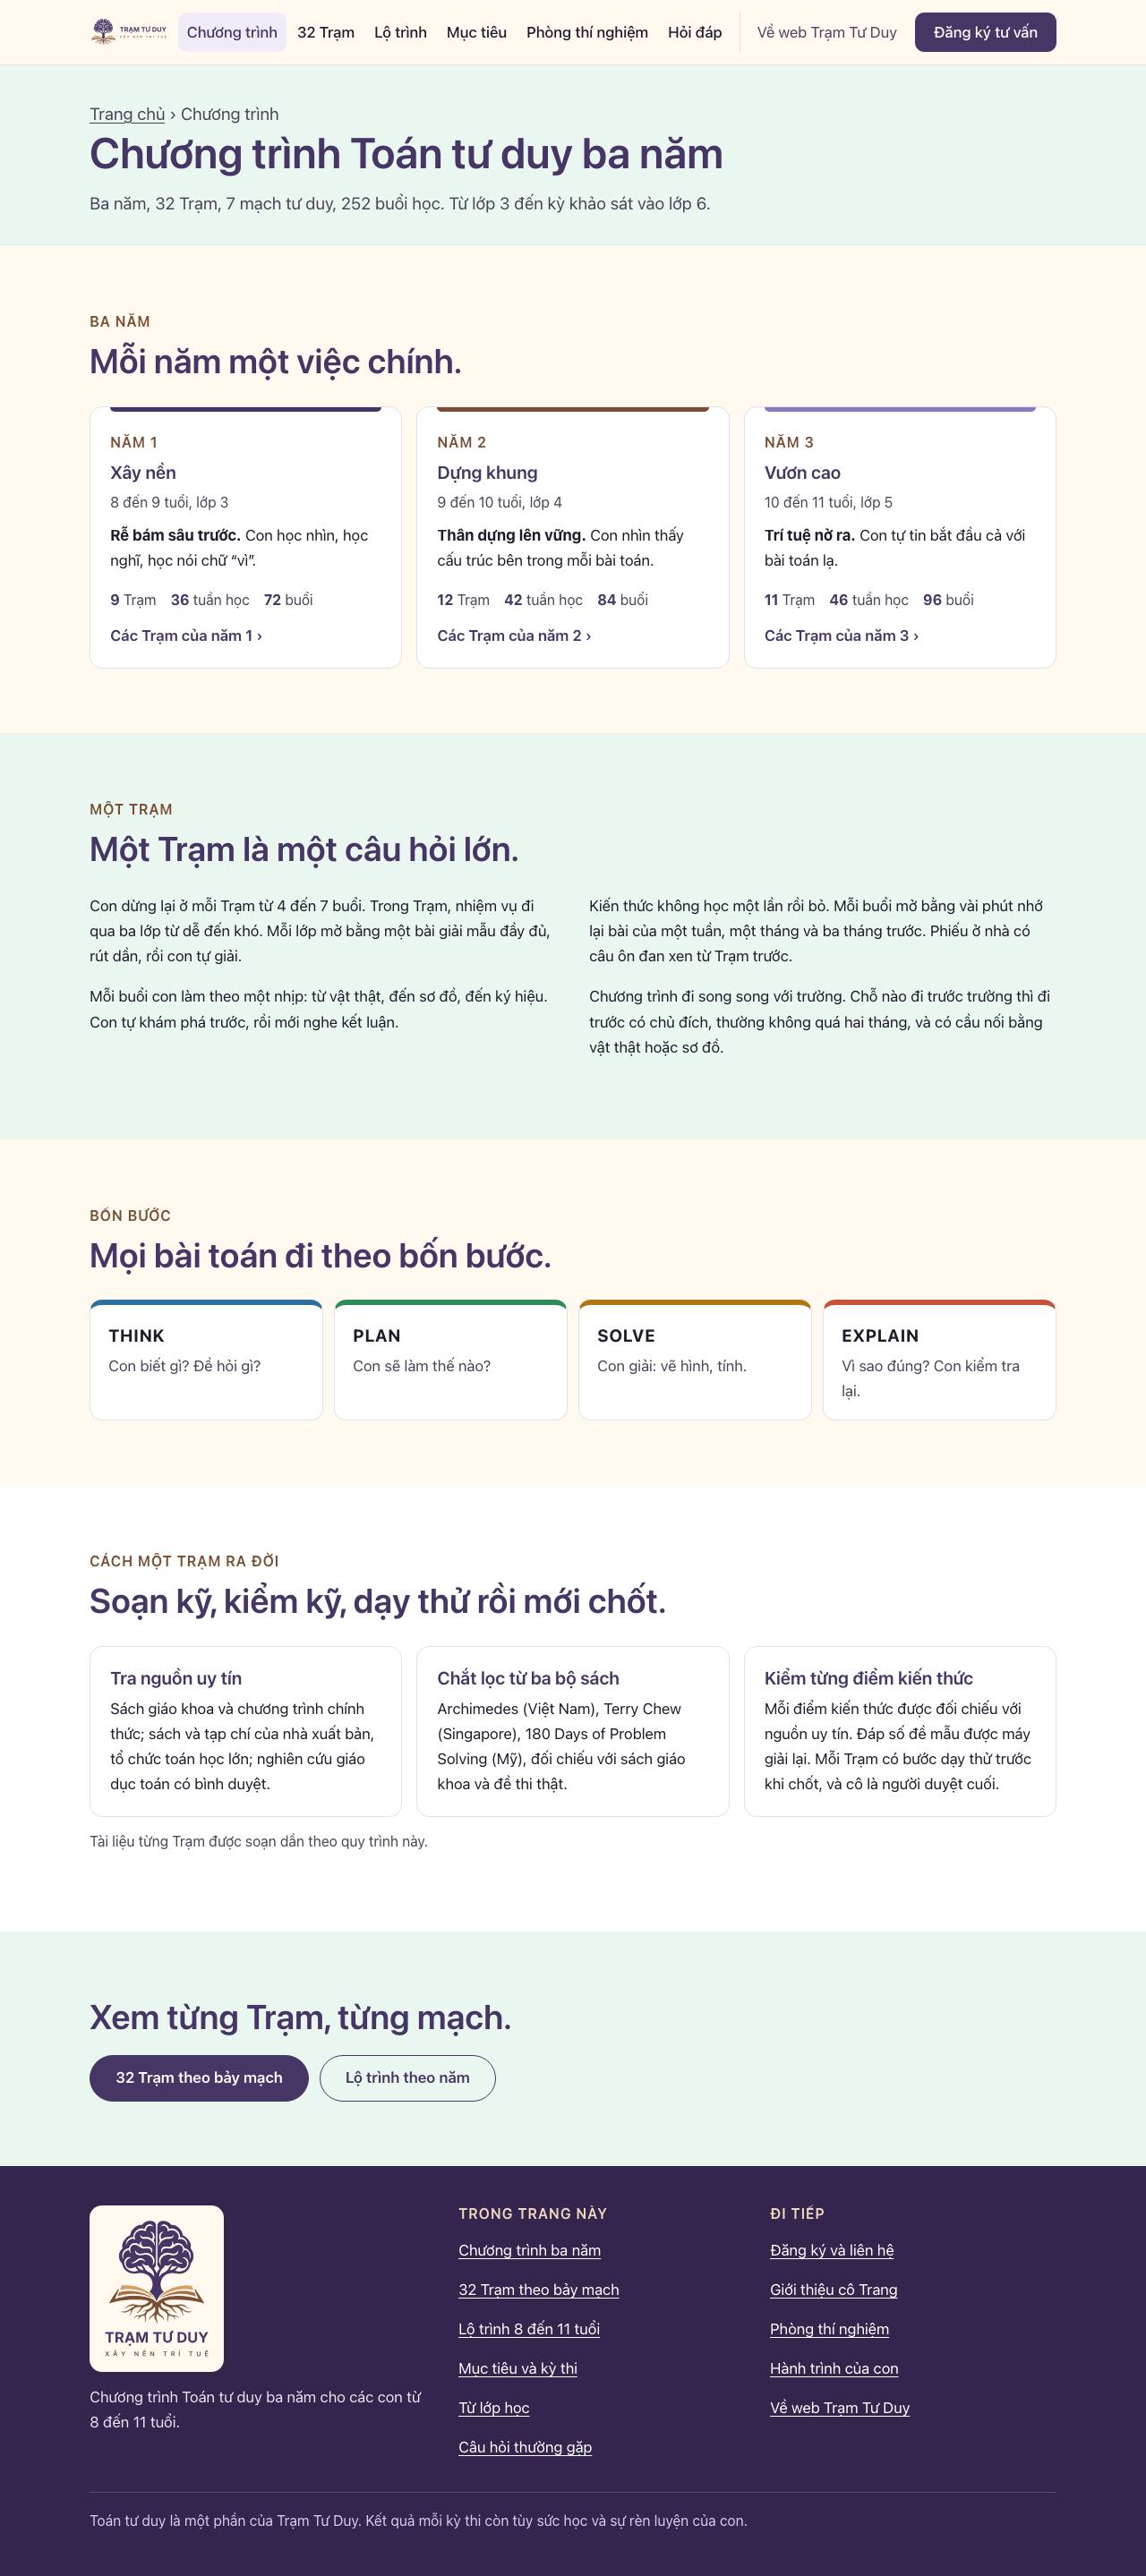 TRẠM TƯ DUY
XÂY NỀN TRÍ TUỆ
Chương trình
32 Trạm
Lộ trình
Mục tiêu
Phòng thí nghiệm
Hỏi đáp
Về web Trạm Tư Duy
Đăng ký tư vấn
Trang chủ › Chương trình
Chương trình Toán tư duy ba năm
Ba năm, 32 Trạm, 7 mạch tư duy, 252 buổi học. Từ lớp 3 đến kỳ khảo sát vào lớp 6.
BA NĂM
Mỗi năm một việc chính.
NĂM 1
Xây nền
8 đến 9 tuổi, lớp 3
Rễ bám sâu trước. Con học nhìn, học
nghĩ, học nói chữ “vì”.
9 Trạm 36 tuần học 72 buổi
Các Trạm của năm 1 ›
NĂM 2
Dựng khung
9 đến 10 tuổi, lớp 4
Thân dựng lên vững. Con nhìn thấy
cấu trúc bên trong mỗi bài toán.
12 Trạm 42 tuần học 84 buổi
Các Trạm của năm 2 ›
NĂM 3
Vươn cao
10 đến 11 tuổi, lớp 5
Trí tuệ nở ra. Con tự tin bắt đầu cả với
bài toán lạ.
11 Trạm 46 tuần học 96 buổi
Các Trạm của năm 3 ›
MỘT TRẠM
Một Trạm là một câu hỏi lớn.
Con dừng lại ở mỗi Trạm từ 4 đến 7 buổi. Trong Trạm, nhiệm vụ đi
qua ba lớp từ dễ đến khó. Mỗi lớp mở bằng một bài giải mẫu đầy đủ,
rút dần, rồi con tự giải.
Mỗi buổi con làm theo một nhịp: từ vật thật, đến sơ đồ, đến ký hiệu.
Con tự khám phá trước, rồi mới nghe kết luận.
Kiến thức không học một lần rồi bỏ. Mỗi buổi mở bằng vài phút nhớ
lại bài của một tuần, một tháng và ba tháng trước. Phiếu ở nhà có
câu ôn đan xen từ Trạm trước.
Chương trình đi song song với trường. Chỗ nào đi trước trường thì đi
trước có chủ đích, thường không quá hai tháng, và có cầu nối bằng
vật thật hoặc sơ đồ.
BỐN BƯỚC
Mọi bài toán đi theo bốn bước.
THINK
Con biết gì? Đề hỏi gì?
PLAN
Con sẽ làm thế nào?
SOLVE
Con giải: vẽ hình, tính.
EXPLAIN
Vì sao đúng? Con kiểm tra
lại.
CÁCH MỘT TRẠM RA ĐỜI
Soạn kỹ, kiểm kỹ, dạy thử rồi mới chốt.
Tra nguồn uy tín
Sách giáo khoa và chương trình chính
thức; sách và tạp chí của nhà xuất bản,
tổ chức toán học lớn; nghiên cứu giáo
dục toán có bình duyệt.
Chắt lọc từ ba bộ sách
Archimedes (Việt Nam), Terry Chew
(Singapore), 180 Days of Problem
Solving (Mỹ), đối chiếu với sách giáo
khoa và đề thi thật.
Kiểm từng điểm kiến thức
Mỗi điểm kiến thức được đối chiếu với
nguồn uy tín. Đáp số đề mẫu được máy
giải lại. Mỗi Trạm có bước dạy thử trước
khi chốt, và cô là người duyệt cuối.
Tài liệu từng Trạm được soạn dần theo quy trình này.
Xem từng Trạm, từng mạch.
32 Trạm theo bảy mạch
Lộ trình theo năm
TRẠM TƯ DUY
XÂY NỀN TRÍ TUỆ
Chương trình Toán tư duy ba năm cho các con từ
8 đến 11 tuổi.
TRONG TRANG NÀY
Chương trình ba năm
32 Trạm theo bảy mạch
Lộ trình 8 đến 11 tuổi
Mục tiêu và kỳ thi
Từ lớp học
Câu hỏi thường gặp
ĐI TIẾP
Đăng ký và liên hệ
Giới thiệu cô Trang
Phòng thí nghiệm
Hành trình của con
Về web Trạm Tư Duy
Toán tư duy là một phần của Trạm Tư Duy. Kết quả mỗi kỳ thi còn tùy sức học và sự rèn luyện của con.